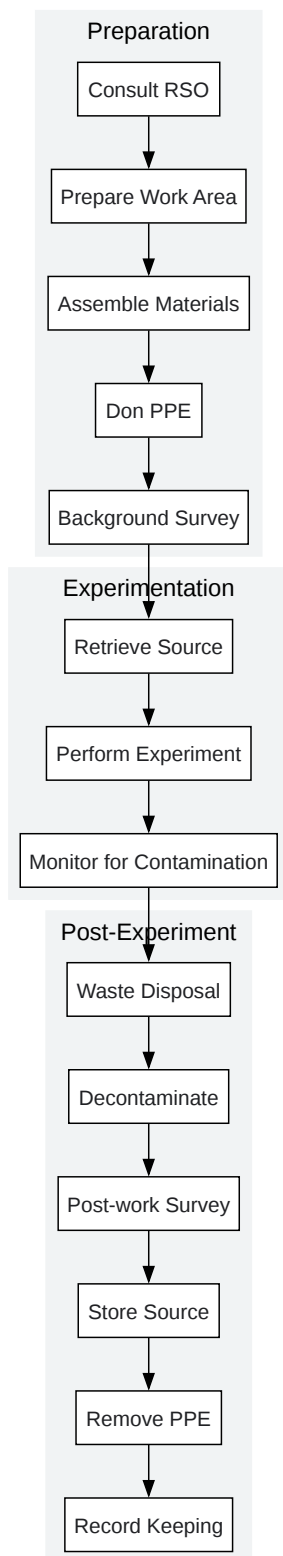 Preparation
Consult RSO
Prepare Work Area
Assemble Materials
Don PPE
Background Survey
Experimentation
Retrieve Source
Perform Experiment
Monitor for Contamination
Post-Experiment
Waste Disposal
Decontaminate
Post-work Survey
Store Source
Remove PPE
Record Keeping